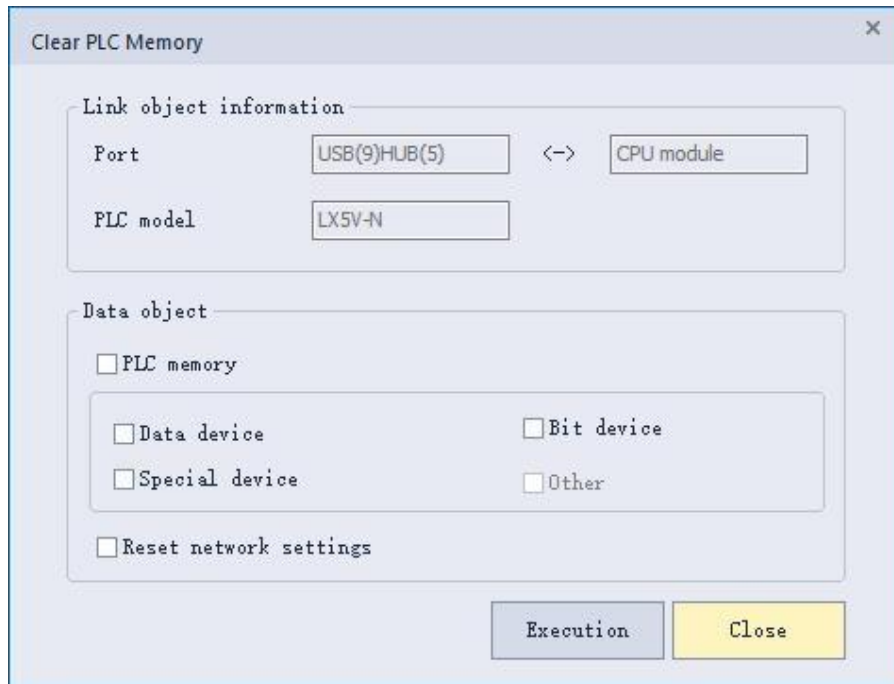 Clear PLC Memory
Link object information
Port USB(9)HUB(5) <-> CPU module
PLC model LX5V-N
Data object
PLC memory
Data device Bit device
Special device Other
Reset network settings
Execution Close